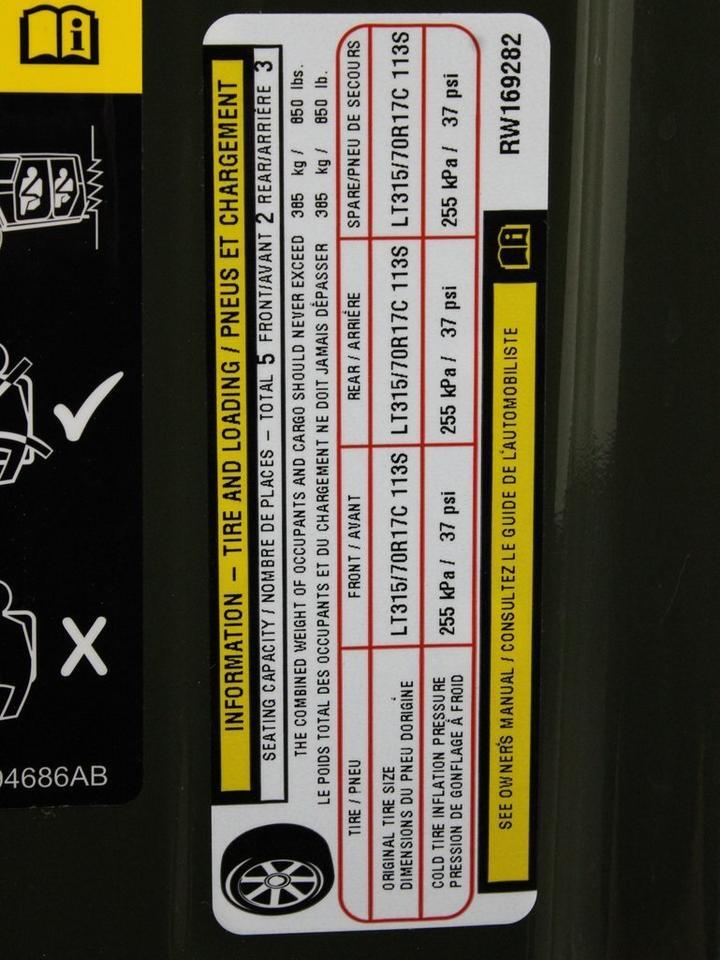 04686AB
INFORMATION – TIRE AND LOADING / PNEUS ET CHARGEMENT
SEATING CAPACITY / NOMBRE DE PLACES – TOTAL 5 FRONT/AVANT 2 REAR/ARRIÈRE 3
THE COMBINED WEIGHT OF OCCUPANTS AND CARGO SHOULD NEVER EXCEED 385 kg / 850 lbs.
LE POIDS TOTAL DES OCCUPANTS ET DU CHARGEMENT NE DOIT JAMAIS DÉPASSER 385 kg / 850 lb.
TIRE / PNEU FRONT / AVANT REAR / ARRIÉRE SPARE/PNEU DE SECOURS
ORIGINAL TIRE SIZE
DIMENSIONS DU PNEU DORIGINE
LT315/70R17C 113S LT315/70R17C 113S LT315/70R17C 113S
COLD TIRE INFLATION PRESSURE
PRESSION DE GONFLAGE À FROID
255 kPa / 37 psi 255 kPa / 37 psi 255 kPa / 37 psi
SEE OWNER'S MANUAL / CONSULTEZ LE GUIDE DE L'AUTOMOBILISTE
RW169282